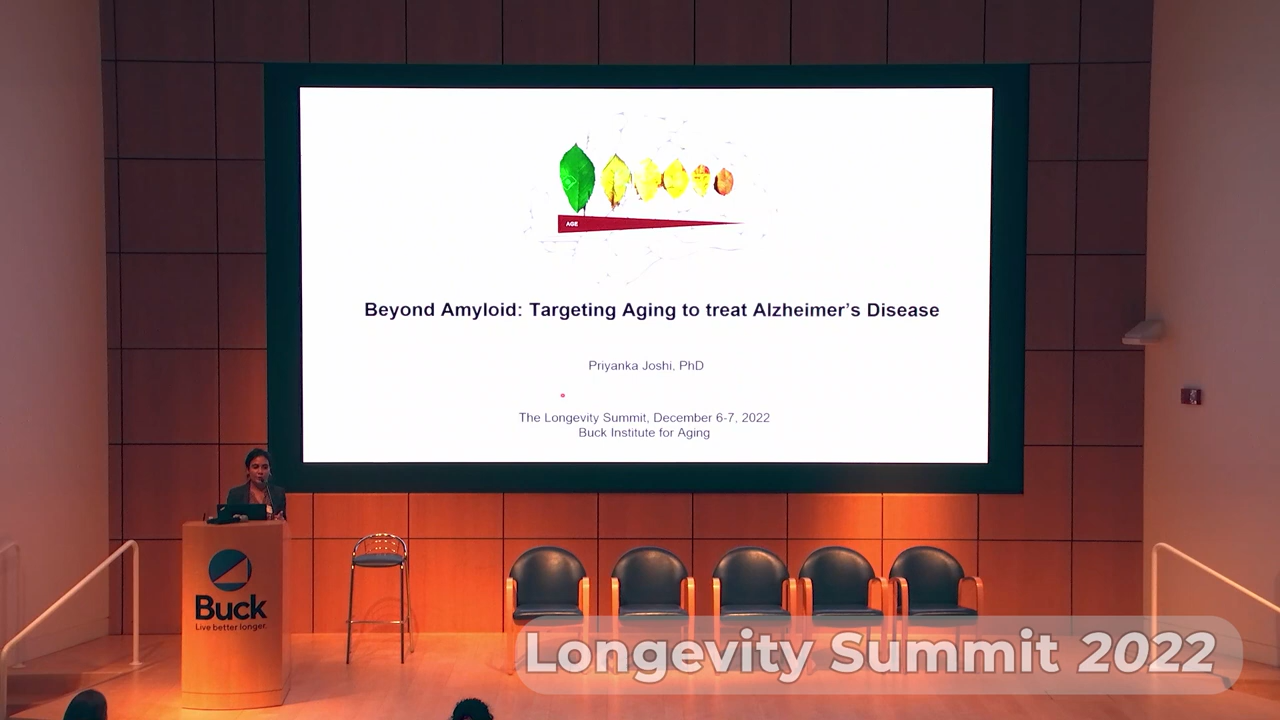 AGE
Beyond Amyloid: Targeting Aging to treat Alzheimer's Disease
Priyanka Joshi, PhD
The Longevity Summit, December 6-7, 2022
Buck Institute for Aging
Buck
Live better longer.
Longevity Summit 2022